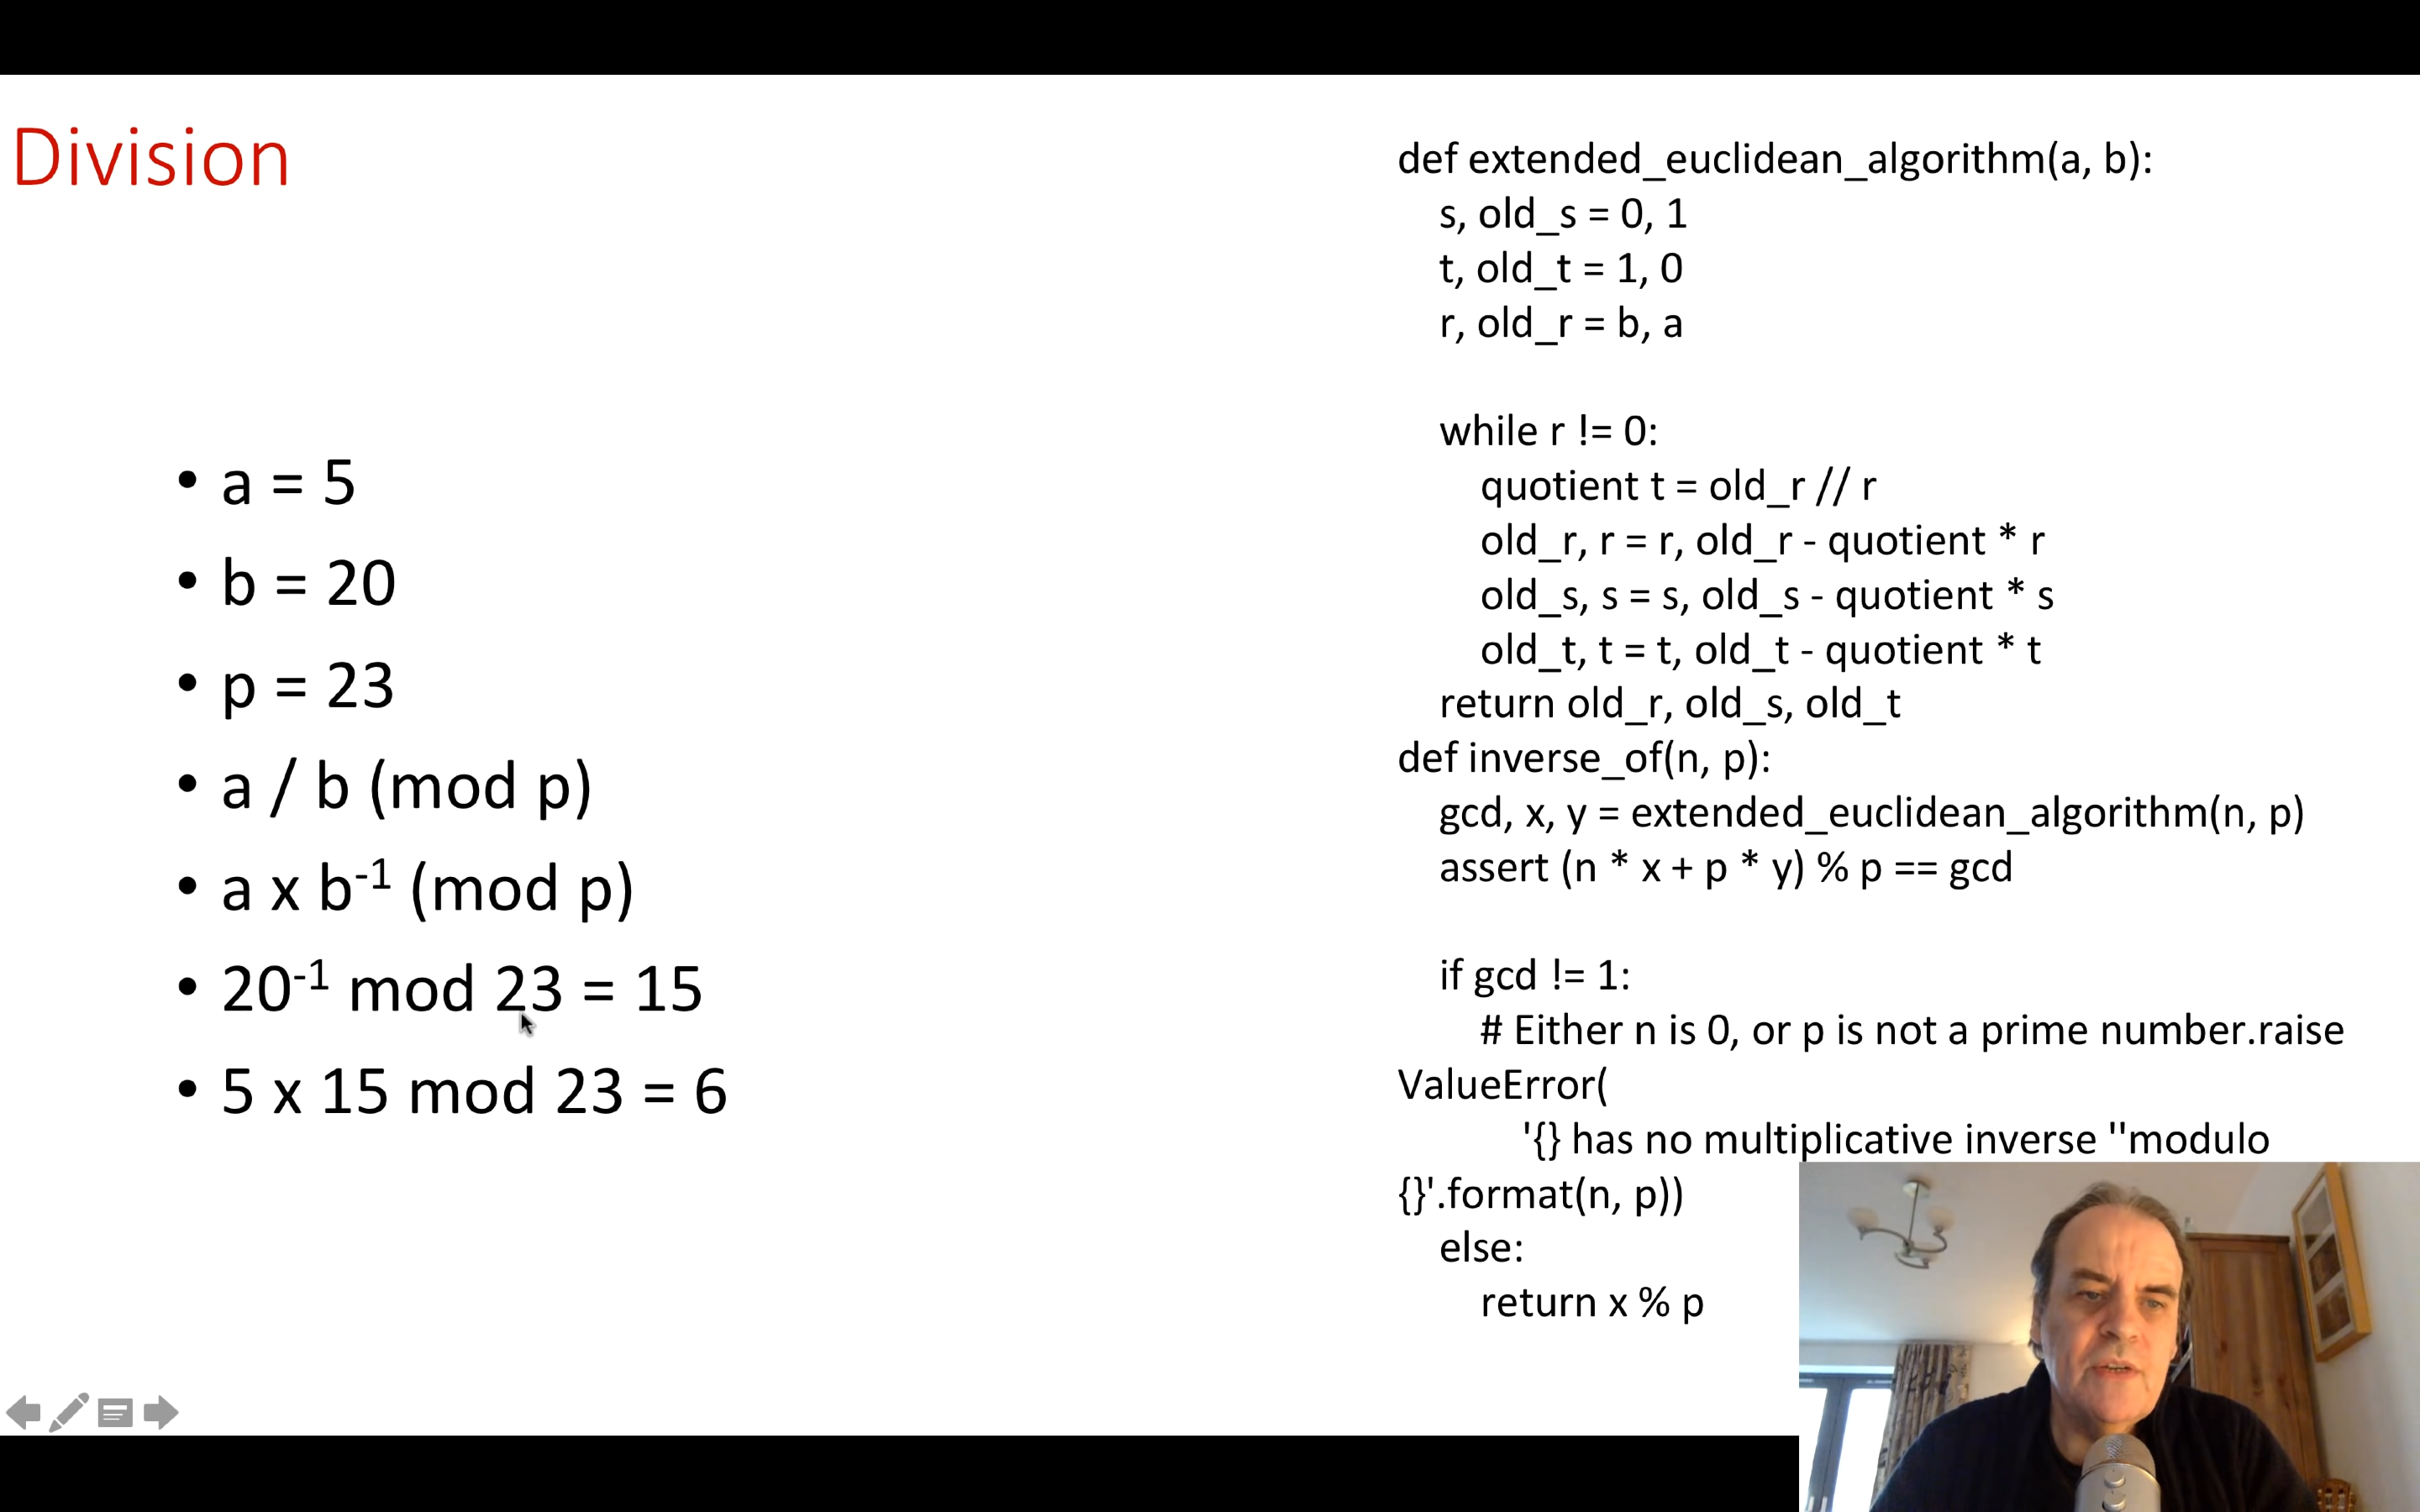 Division
• a = 5
• b = 20
• p = 23
• a / b (mod p)
• a x b⁻¹ (mod p)
• 20⁻¹ mod 23 = 15
• 5 x 15 mod 23 = 6
def extended_euclidean_algorithm(a, b):
s, old_s = 0, 1
t, old_t = 1, 0
r, old_r = b, a
while r != 0:
quotient t = old_r // r
old_r, r = r, old_r - quotient * r
old_s, s = s, old_s - quotient * s
old_t, t = t, old_t - quotient * t
return old_r, old_s, old_t
def inverse_of(n, p):
gcd, x, y = extended_euclidean_algorithm(n, p)
assert (n * x + p * y) % p == gcd
if gcd != 1:
# Either n is 0, or p is not a prime number.raise
ValueError(
'{} has no multiplicative inverse ''modulo
{}'.format(n, p))
else:
return x % p